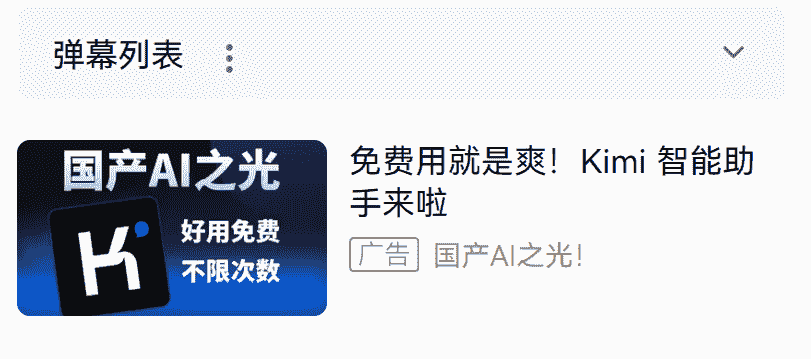 弹幕列表
国产AI之光
好用免费
不限次数
K
免费用就是爽！Kimi 智能助
手来啦
广告 国产AI之光！